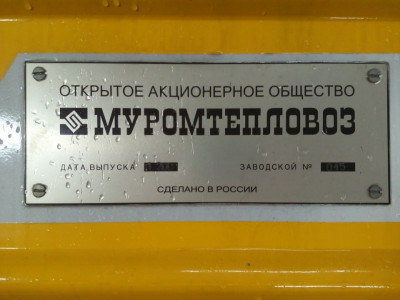 ОТКРЫТОЕ АКЦИОНЕРНОЕ ОБЩЕСТВО
МУРОМТЕПЛОВОЗ
ДАТА ВЫПУСКА ЗАВОДСКОЙ №
СДЕЛАНО В РОССИИ